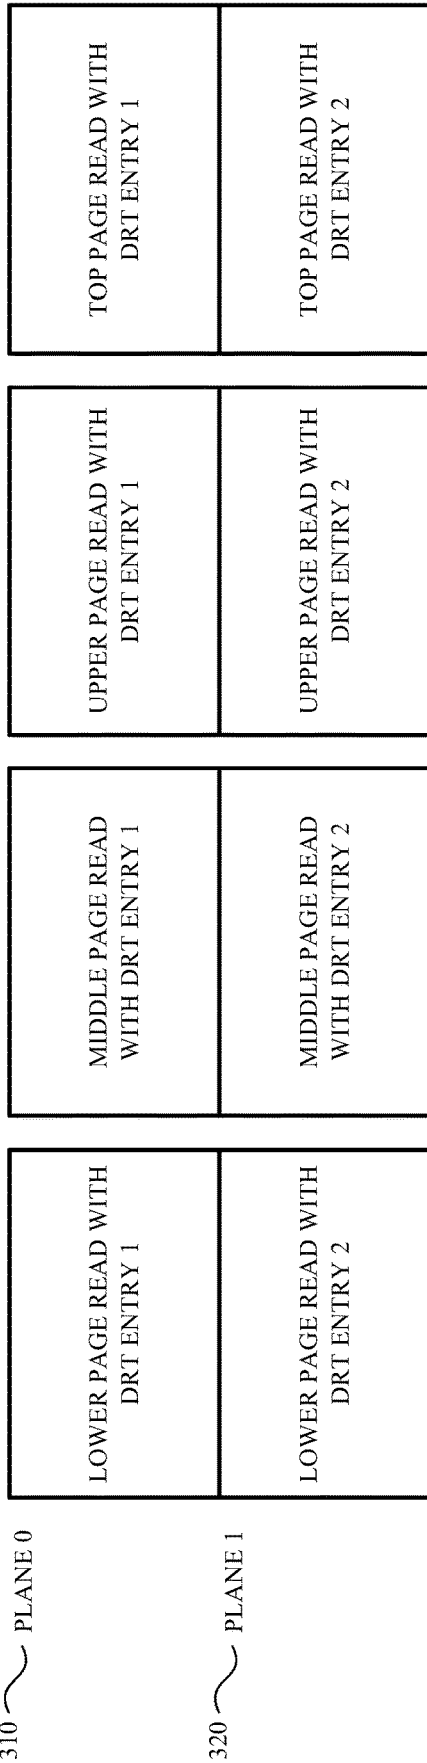 310
PLANE 0
LOWER PAGE READ WITH
DRT ENTRY 1
MIDDLE PAGE READ
WITH DRT ENTRY 1
UPPER PAGE READ WITH
DRT ENTRY 1
TOP PAGE READ WITH
DRT ENTRY 1
320
PLANE 1
LOWER PAGE READ WITH
DRT ENTRY 2
MIDDLE PAGE READ
WITH DRT ENTRY 2
UPPER PAGE READ WITH
DRT ENTRY 2
TOP PAGE READ WITH
DRT ENTRY 2